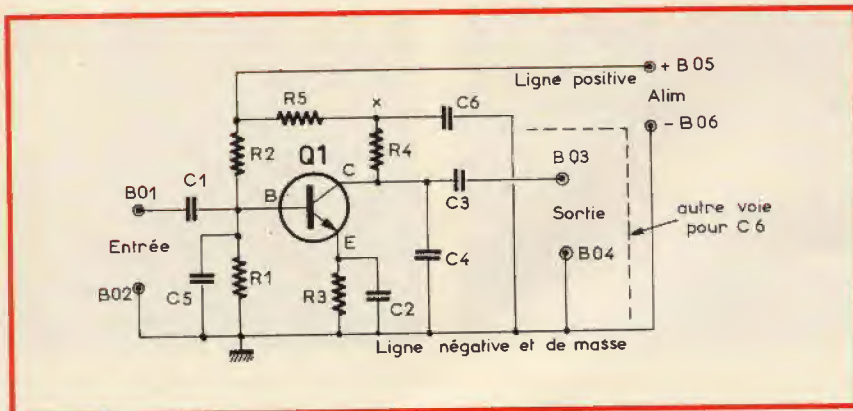 + B05
Ligne positive
Alim
- B06
R5
x
C6
R2
Q1
R4
C
B03
B01
C1
B
C3
Sortie
autre voie
pour C6
Entrée
E
C4
B04
B02
C5
R1
R3
C2
Ligne négative et de masse